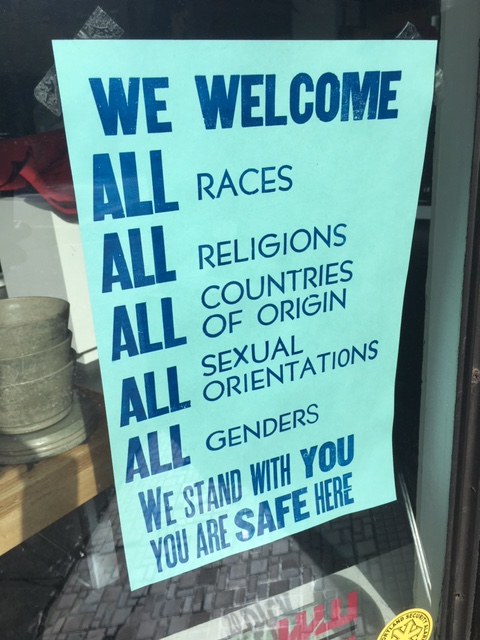 WE WELCOME
ALL RACES
ALL RELIGIONS
ALL COUNTRIES
OF ORIGIN
ALL SEXUAL
ORIENTATIONS
ALL GENDERS
WE STAND WITH YOU
YOU ARE SAFE HERE